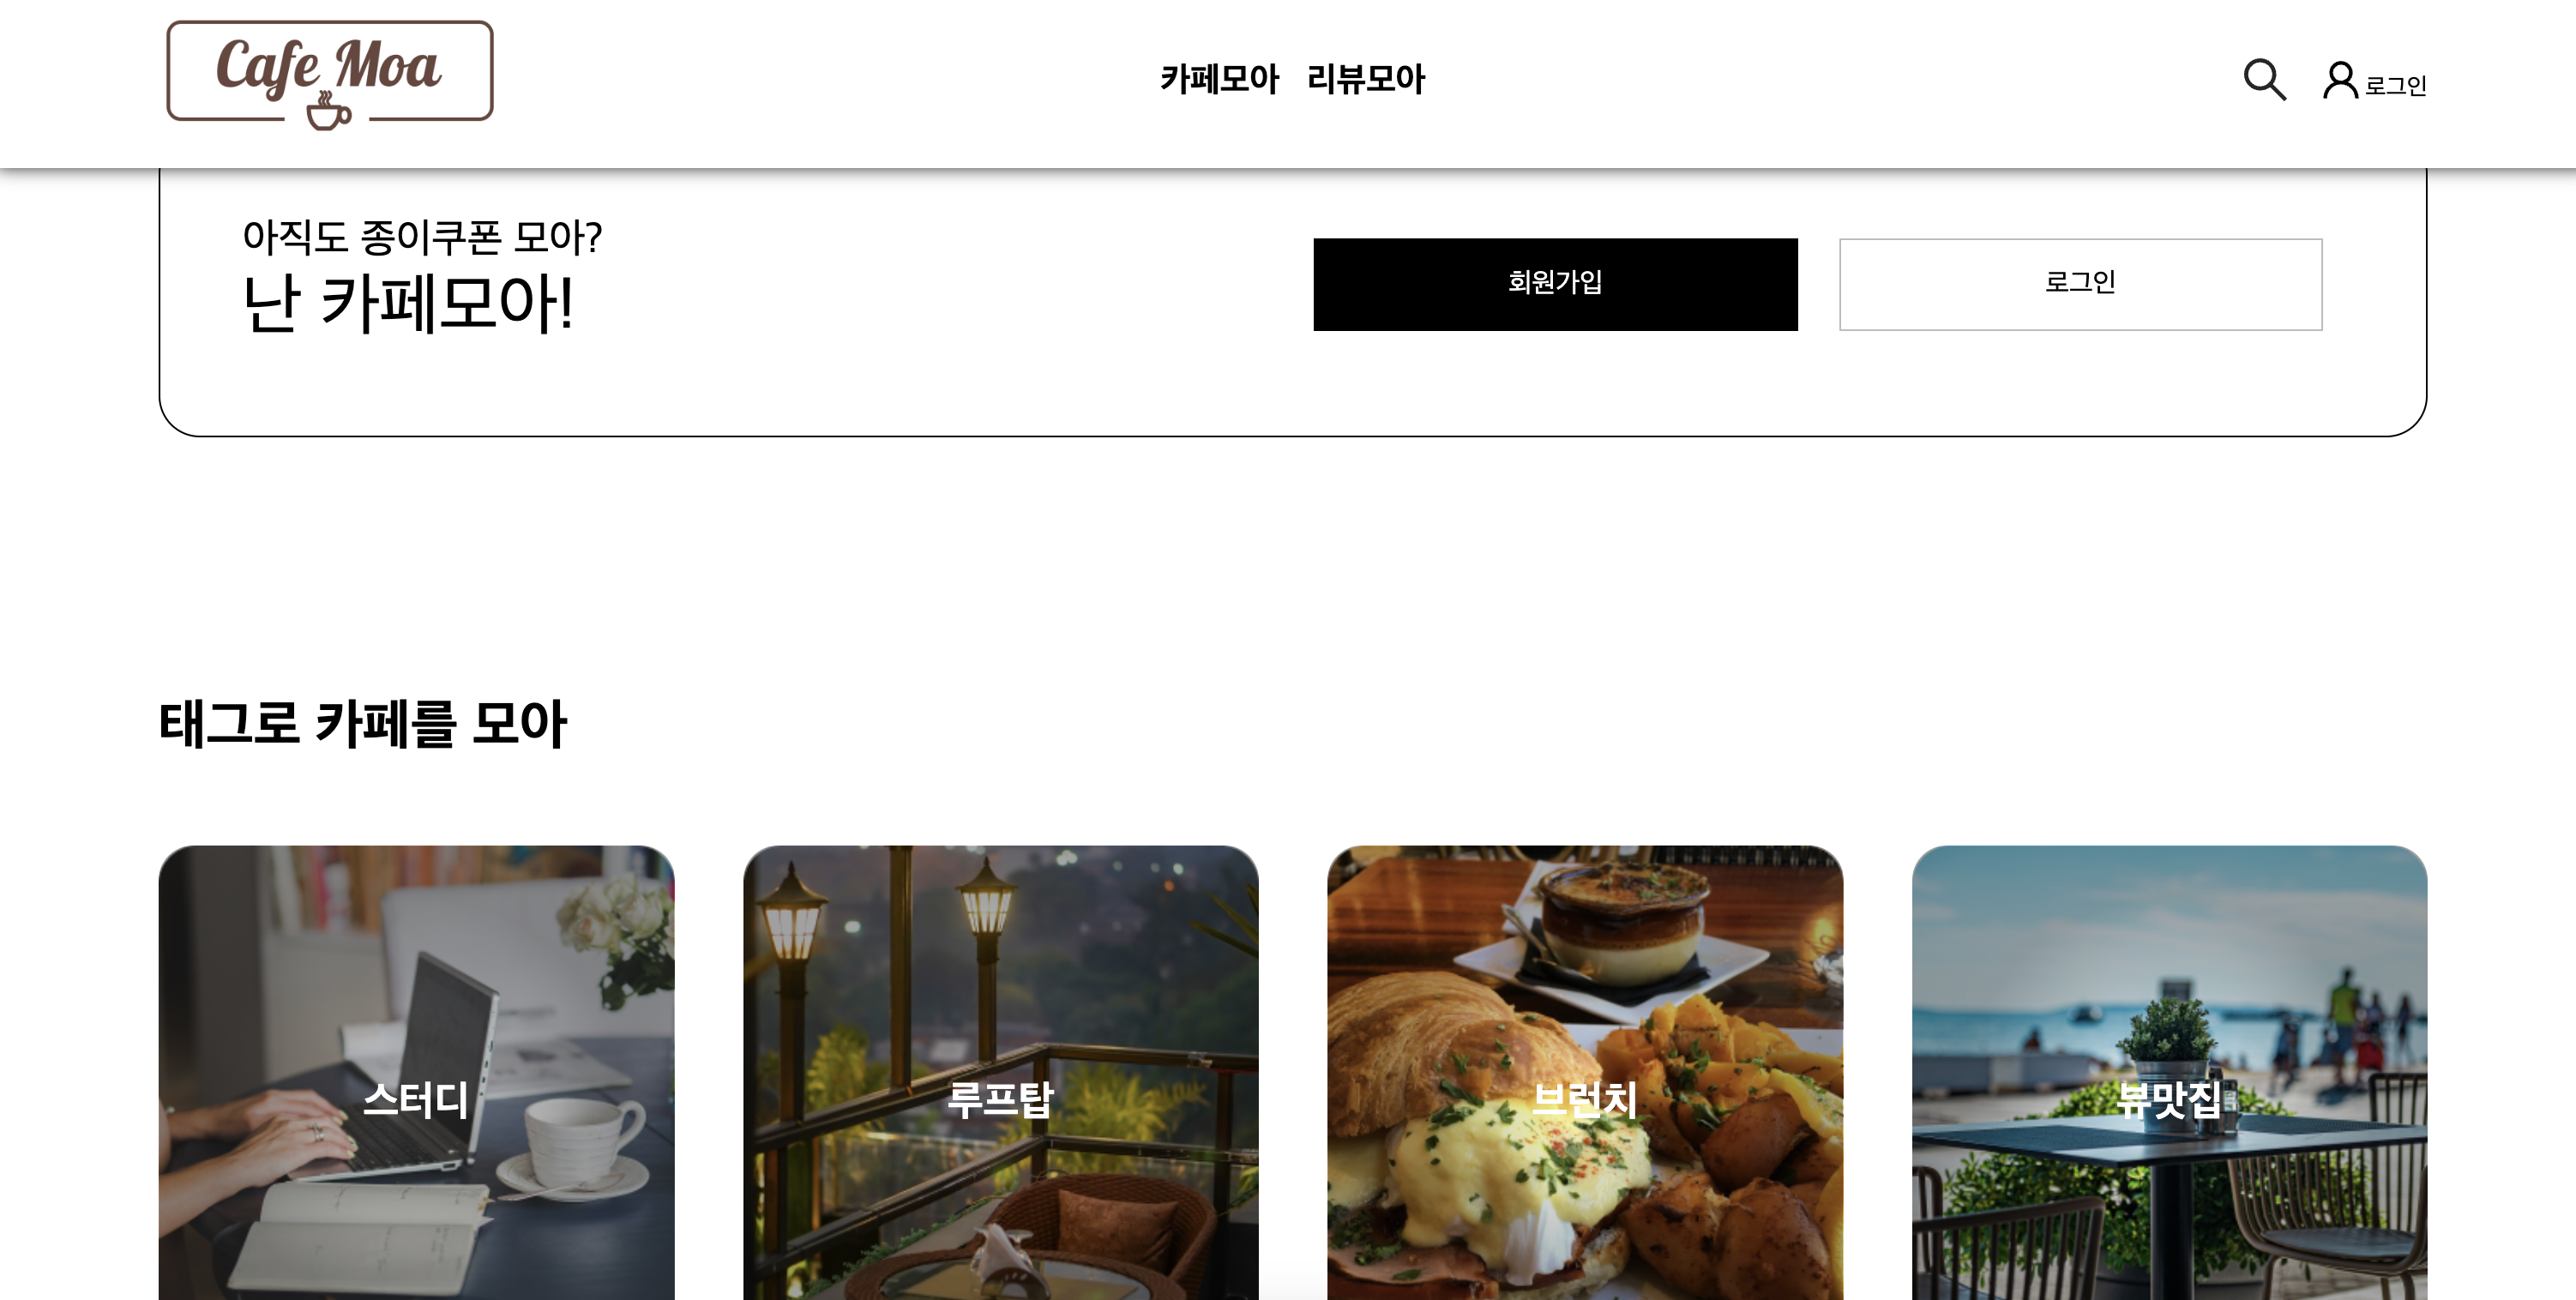 Cafe Moa
카페모아 리뷰모아
로그인
아직도 종이쿠폰 모아?
난 카페모아!
회원가입
로그인
태그로 카페를 모아
스터디
루프탑
브런치
뷰맛집